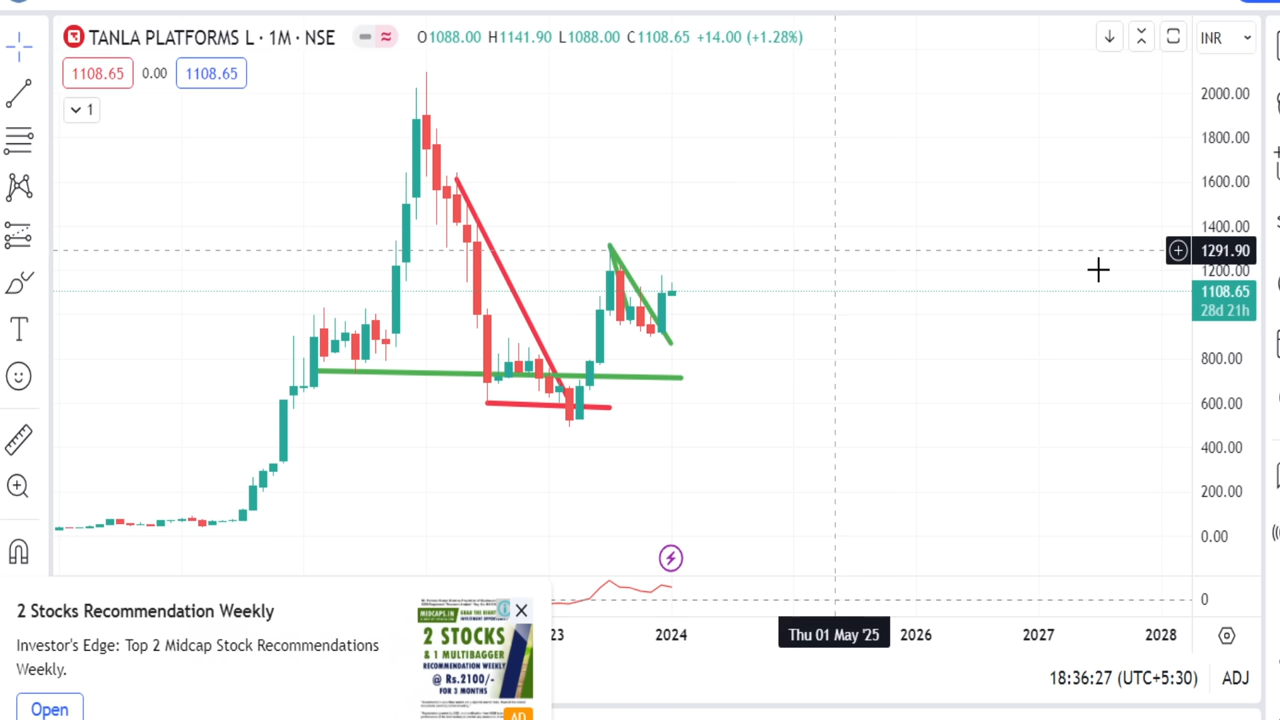 TANLA PLATFORMS L · 1M · NSE
O1088.00 H1141.90 L1088.00 C1108.65 +14.00 (+1.28%)
INR
1108.65 0.00 1108.65
1
2000.00
1800.00
1600.00
1400.00
1291.90
1200.00
1108.65
28d 21h
800.00
600.00
400.00
200.00
0.00
0
23 2024 Thu 01 May '25 2026 2027 2028
18:36:27 (UTC+5:30) ADJ
2 Stocks Recommendation Weekly
Investor's Edge: Top 2 Midcap Stock Recommendations
Weekly.
Open
MIDCAPS.IN
2 STOCKS
& 1 MULTIBAGGER
RECOMMENDATION WEEKLY
@ Rs.2100/-
FOR 3 MONTHS
AD